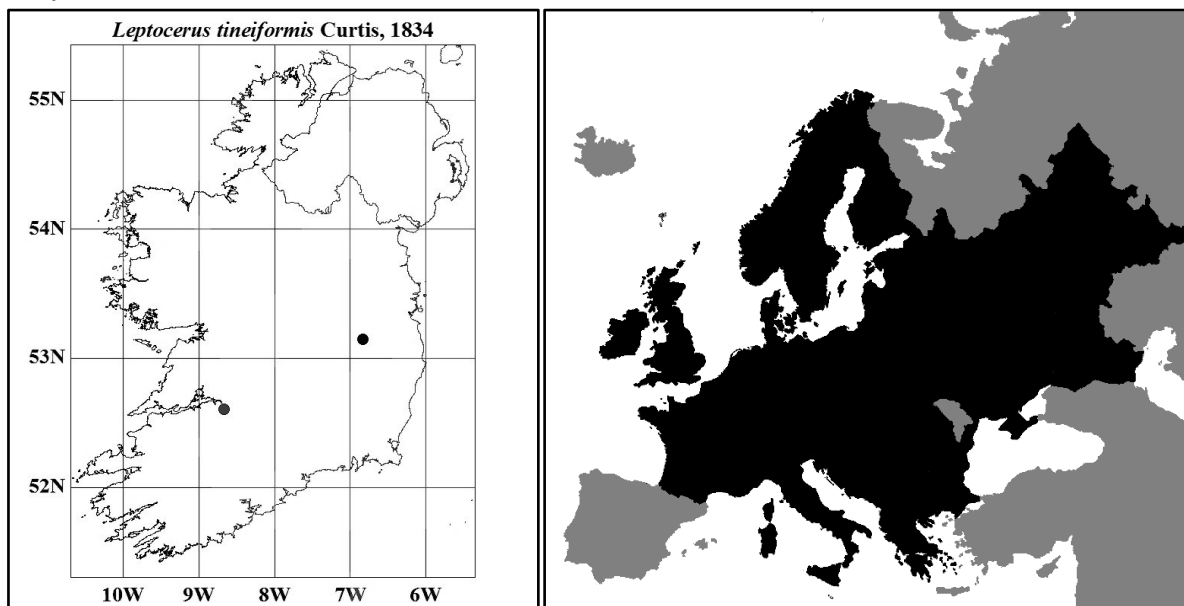 Leptocerus tineiformis Curtis, 1834
55N
54N
53N
52N
10W 9W 8W 7W 6W